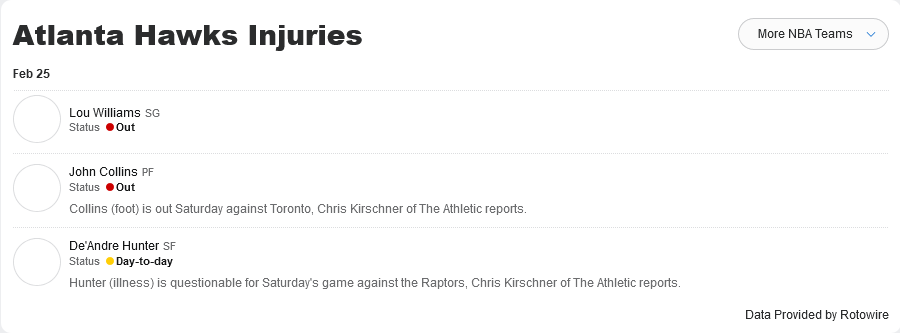 Atlanta Hawks Injuries
More NBA Teams
Feb 25
Lou Williams SG
Status Out
John Collins PF
Status Out
Collins (foot) is out Saturday against Toronto, Chris Kirschner of The Athletic reports.
De'Andre Hunter SF
Status Day-to-day
Hunter (illness) is questionable for Saturday's game against the Raptors, Chris Kirschner of The Athletic reports.
Data Provided by Rotowire